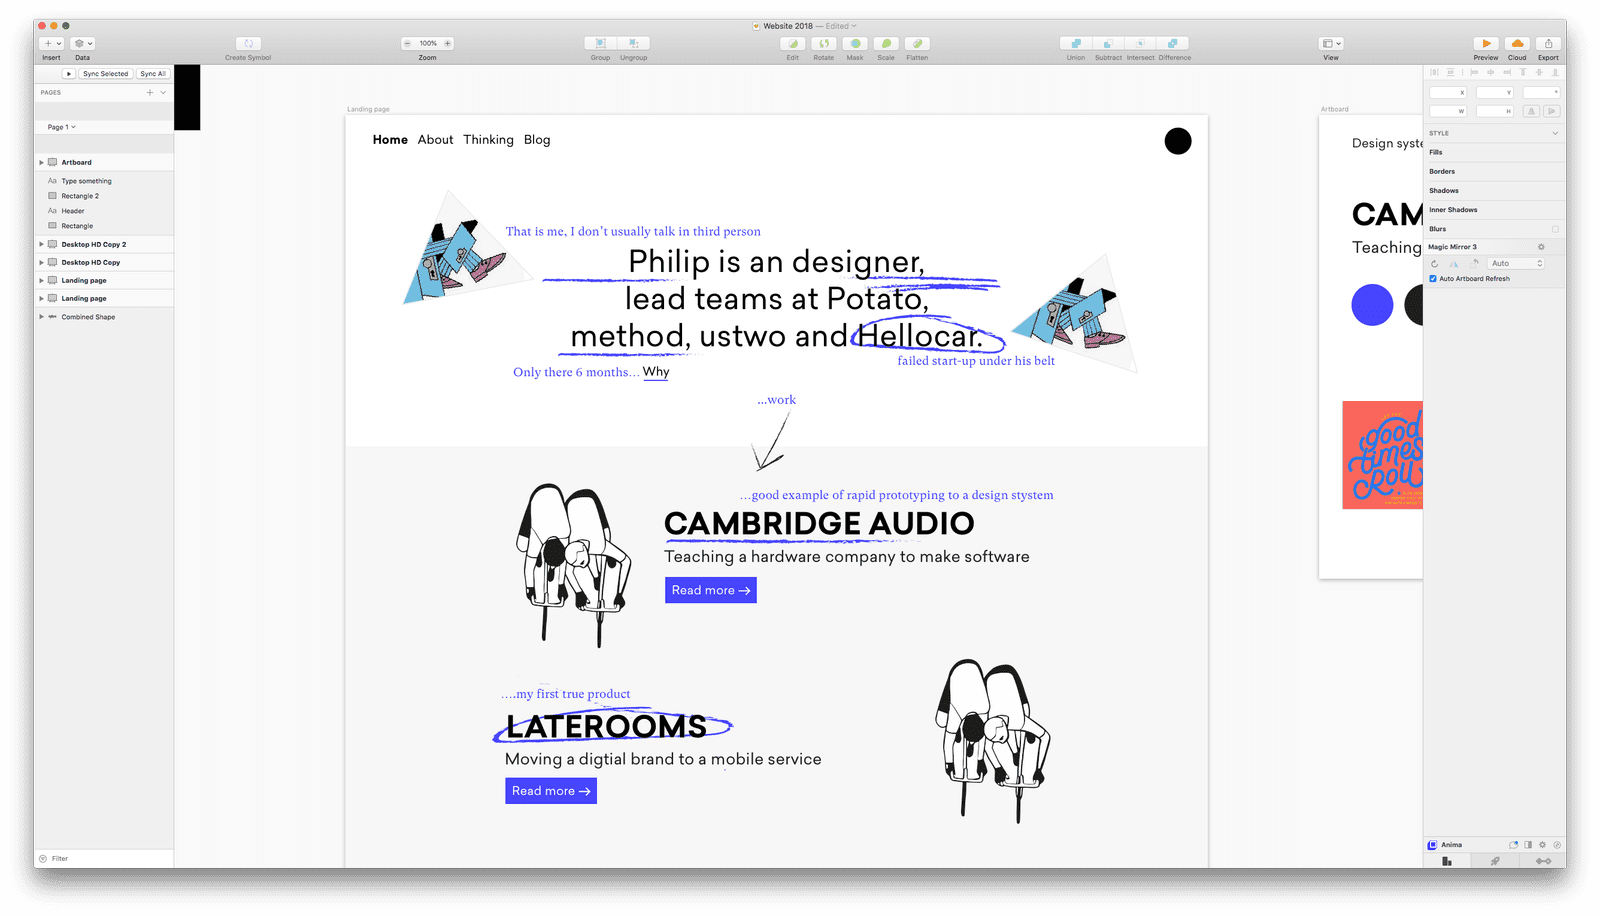 Website 2018 — Edited
Insert
Data
Create Symbol
100%
Zoom
Group
Ungroup
Edit
Rotate
Mask
Scale
Flatten
Union
Subtract
Intersect
Difference
View
Preview
Cloud
Export
Sync Selected
Sync All
PAGES
Page 1
Artboard
Aa Type something
Rectangle 2
Aa Header
Rectangle
Desktop HD Copy 2
Desktop HD Copy
Landing page
Landing page
Combined Shape
Filter
Landing page
Home About Thinking Blog
That is me, I don't usually talk in third person
Philip is an designer,
lead teams at Potato,
method, ustwo and Hellocar.
failed start-up under his belt
Only there 6 months... Why
...work
...good example of rapid prototyping to a design stystem
CAMBRIDGE AUDIO
Teaching a hardware company to make software
Read more →
....my first true product
LATEROOMS
Moving a digtial brand to a mobile service
Read more →
Artboard
Design syste
CAM
Teaching
good
times
roll
X
Y
°
W
H
STYLE
Fills
Borders
Shadows
Inner Shadows
Blurs
Magic Mirror 3
Auto
Auto Artboard Refresh
Anima